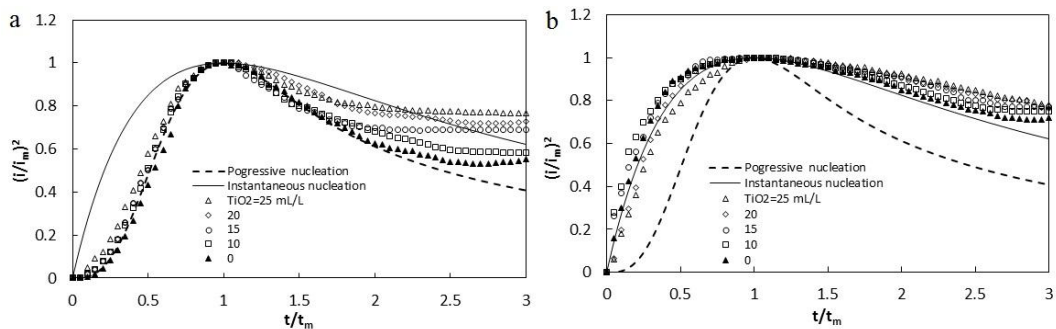 a
(i/iₘ)²
1
0.8
0.6
0.4
0.2
0
0
0.5
1
1.5
2
2.5
3
t/tₘ
Pogressive nucleation
Instantaneous nucleation
TiO2=25 mL/L
20
15
10
0
b
(i/iₘ)²
1.2
1
0.8
0.6
0.4
0.2
0
0
0.5
1
1.5
2
2.5
3
t/tₘ
Pogressive nucleation
Instantaneous nucleation
TiO2=25 mL/L
20
15
10
0